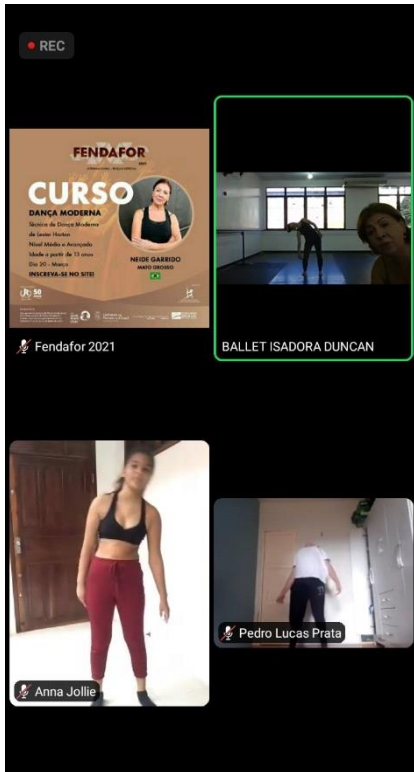 REC
FENDAFOR
CURSO
DANÇA MODERNA
Técnica de Dança Moderna
de Lester Horton
Nível Médio e Avançado
Idade a partir de 13 anos
Dia 20 - Março
INSCREVA-SE NO SITE!
NEIDE GARRIDO
MATO GROSSO
50
Fendafor 2021
BALLET ISADORA DUNCAN
Anna Jollie
Pedro Lucas Prata